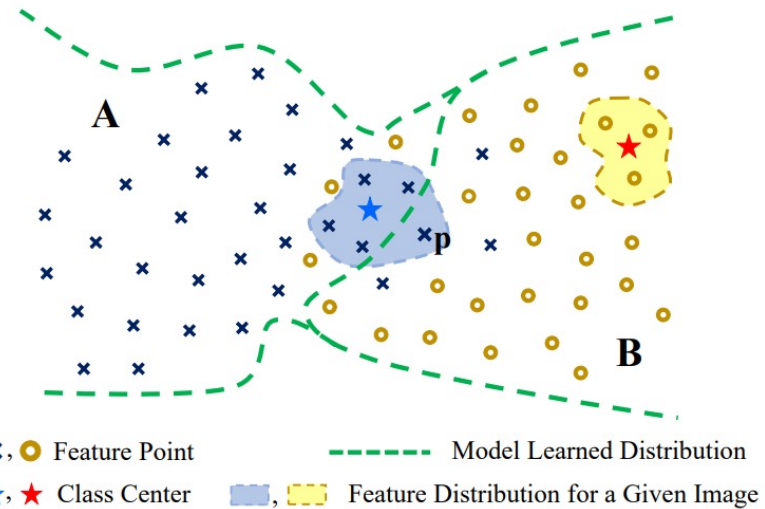 A
p
B
, Feature Point
Model Learned Distribution
, Class Center
, Feature Distribution for a Given Image